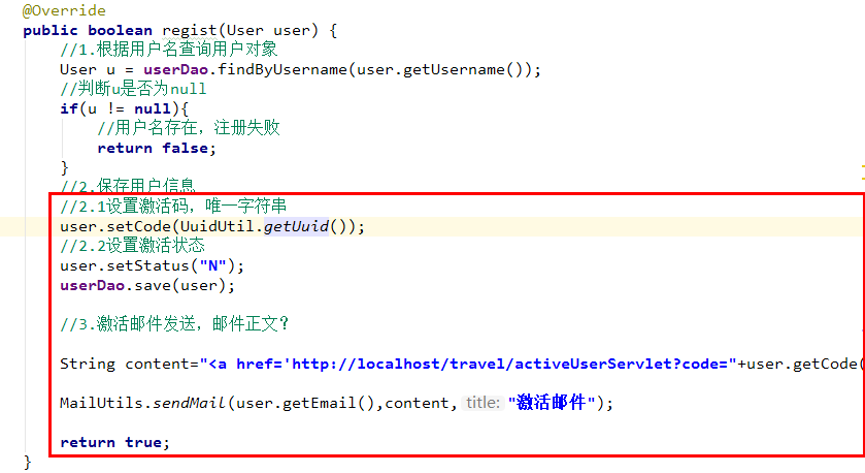 @Override
public boolean regist(User user) {
//1.根据用户名查询用户对象
User u = userDao.findByUsername(user.getUsername());
//判断u是否为null
if(u != null){
//用户名存在，注册失败
return false;
}
//2.保存用户信息
//2.1设置激活码，唯一字符串
user.setCode(UuidUtil.getUuid());
//2.2设置激活状态
user.setStatus("N");
userDao.save(user);
//3.激活邮件发送，邮件正文？
String content="<a href='http://localhost/travel/activeUserServlet?code="+user.getCode(
MailUtils.sendMail(user.getEmail(),content, title: "激活邮件");
return true;
}